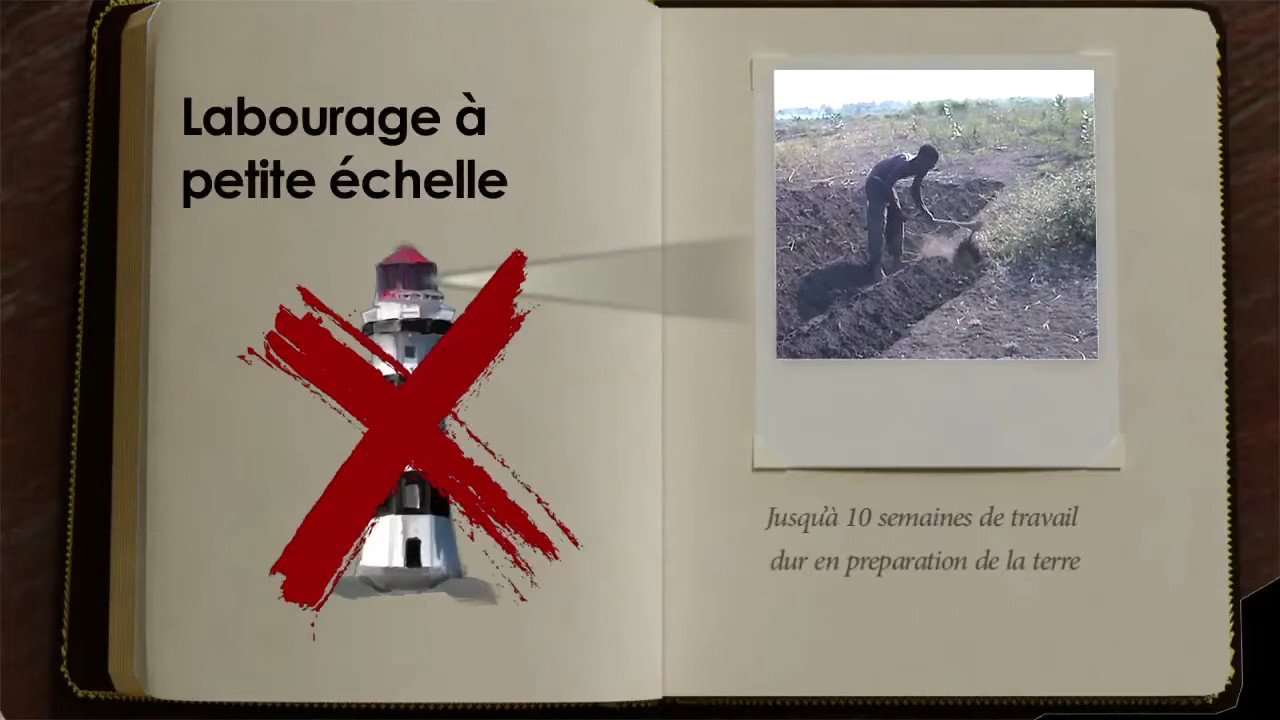 Labourage à
petite échelle
Jusqu'à 10 semaines de travail
dur en preparation de la terre